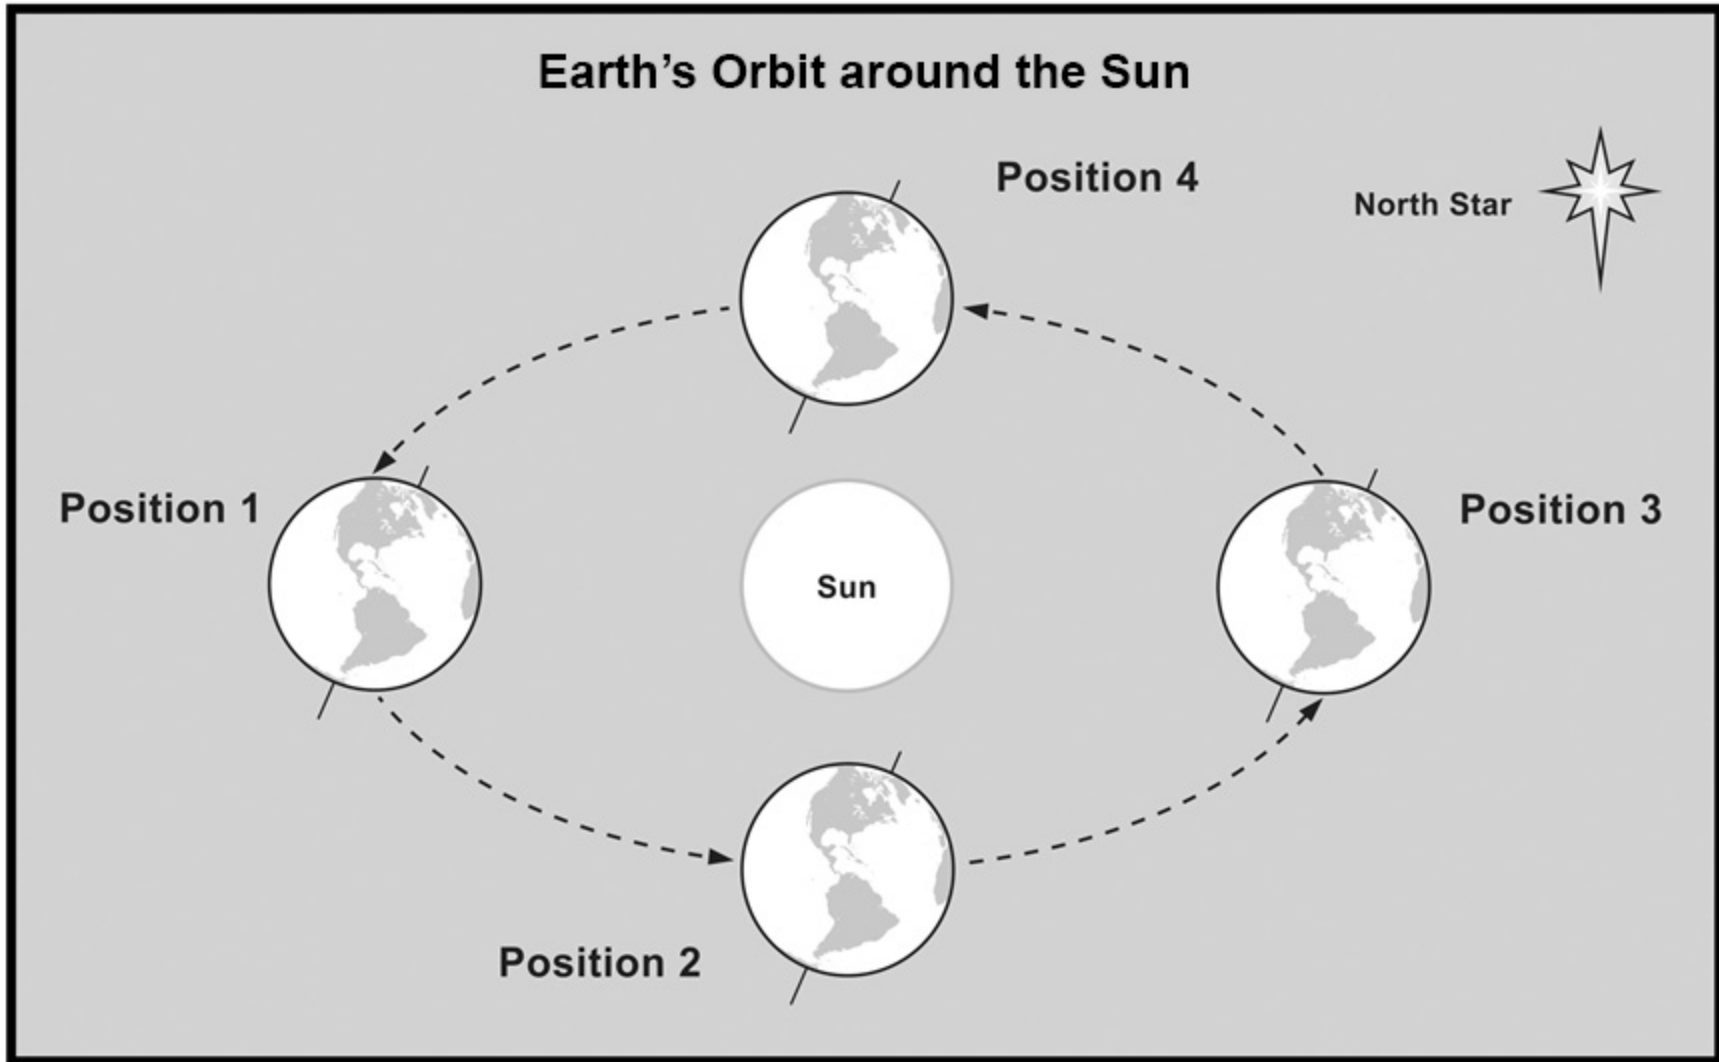 Earth’s Orbit around the Sun
Position 4
North Star
Position 1
Position 3
Sun
Position 2